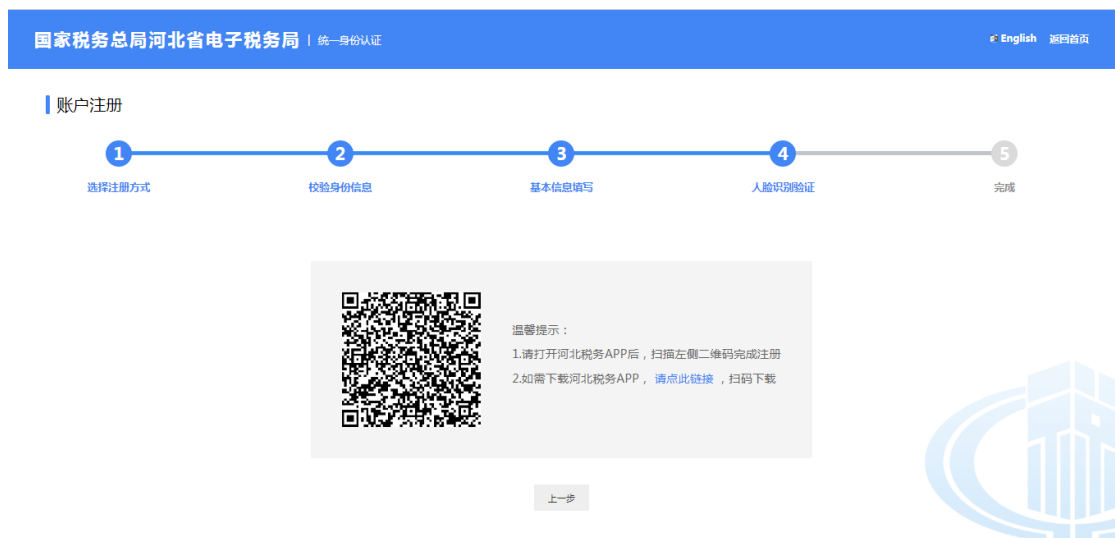 国家税务总局河北省电子税务局 | 统一身份认证
English 返回首页
账户注册
1 2 3 4 5
选择注册方式 校验身份信息 基本信息填写 人脸识别验证 完成
温馨提示：
1.请打开河北税务APP后，扫描左侧二维码完成注册
2.如需下载河北税务APP， 请点此链接 ，扫码下载
上一步